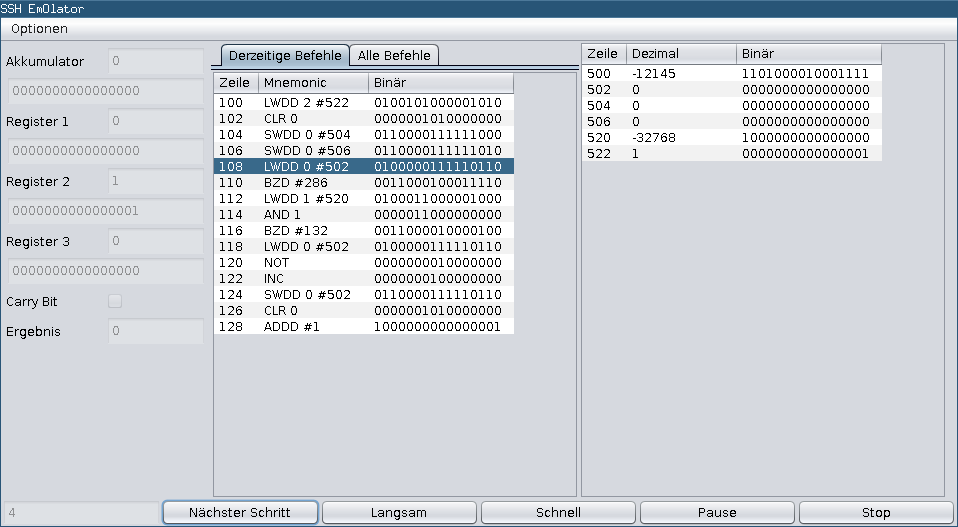 SSH EmOlator
Optionen
Akkumulator 0
0000000000000000
Register 1 0
0000000000000000
Register 2 1
0000000000000001
Register 3 0
0000000000000000
Carry Bit
Ergebnis 0
Derzeitige Befehle Alle Befehle
Zeile Mnemonic Binär
100 LWDD 2 #522 0100101000001010
102 CLR 0 0000001010000000
104 SWDD 0 #504 0110000111111000
106 SWDD 0 #506 0110000111111010
108 LWDD 0 #502 0100000111110110
110 BZD #286 0011000100011110
112 LWDD 1 #520 0100011000001000
114 AND 1 0000011000000000
116 BZD #132 0011000010000100
118 LWDD 0 #502 0100000111110110
120 NOT 0000000010000000
122 INC 0000000100000000
124 SWDD 0 #502 0110000111110110
126 CLR 0 0000001010000000
128 ADDD #1 1000000000000001
Zeile Dezimal Binär
500 -12145 1101000010001111
502 0 0000000000000000
504 0 0000000000000000
506 0 0000000000000000
520 -32768 1000000000000000
522 1 0000000000000001
4 Nächster Schritt Langsam Schnell Pause Stop